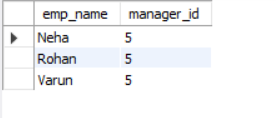 emp_name manager_id
Neha 5
Rohan 5
Varun 5